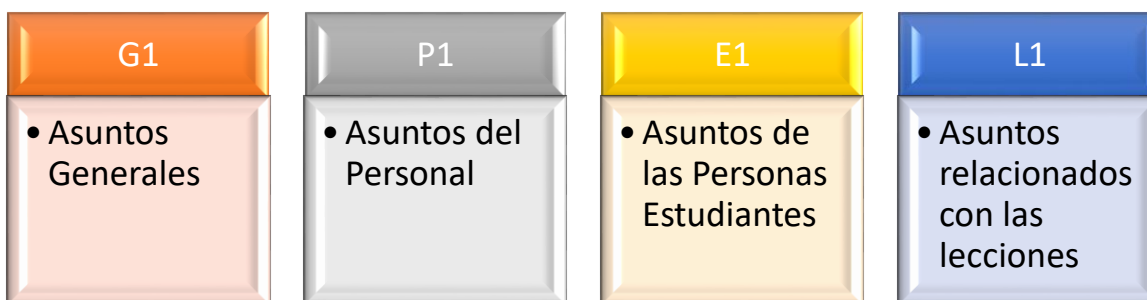 G1
• Asuntos
Generales
P1
• Asuntos del
Personal
E1
• Asuntos de
las Personas
Estudiantes
L1
• Asuntos
relacionados
con las
lecciones